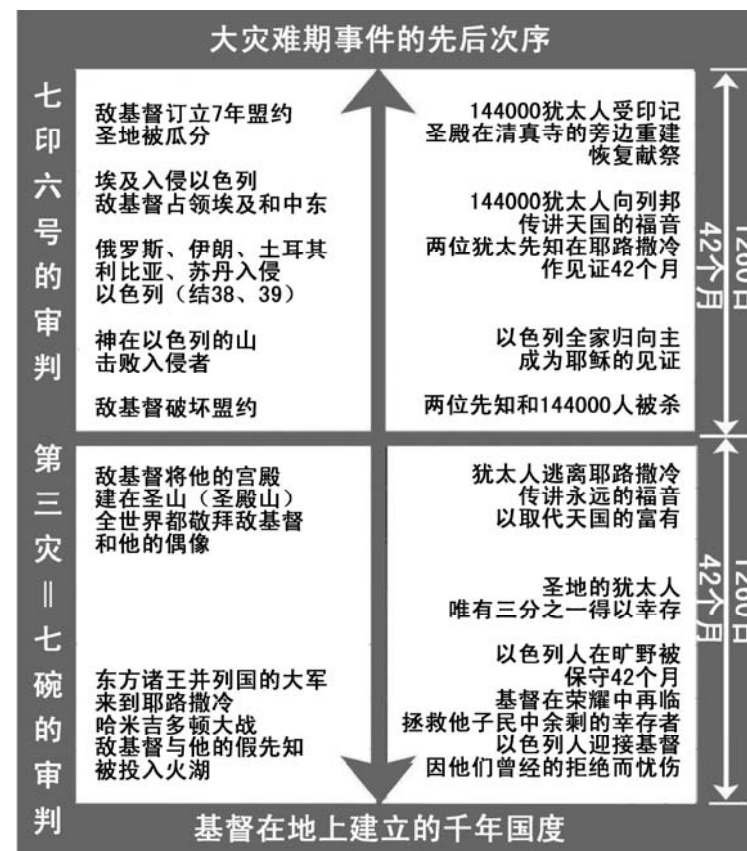 大灾难期事件的先后次序
七印六号的审判
敌基督订立7年盟约
圣地被瓜分
埃及入侵以色列
敌基督占领埃及和中东
俄罗斯、伊朗、土耳其
利比亚、苏丹入侵
以色列（结38、39）
神在以色列的山
击败入侵者
敌基督破坏盟约
144000犹太人受印记
圣殿在清真寺的旁边重建
恢复献祭
144000犹太人向列邦
传讲天国的福音
两位犹太先知在耶路撒冷
作见证42个月
以色列全家归向主
成为耶稣的见证
两位先知和144000人被杀
1260日
42个月
第三灾＝七碗的审判
敌基督将他的宫殿
建在圣山（圣殿山）
全世界都敬拜敌基督
和他的偶像
东方诸王并列国的大军
来到耶路撒冷
哈米吉多顿大战
敌基督与他的假先知
被投入火湖
犹太人逃离耶路撒冷
传讲永远的福音
以取代天国的富有
圣地的犹太人
唯有三分之一得以幸存
以色列人在旷野被
保守42个月
基督在荣耀中再临
拯救他子民中余剩的幸存者
以色列人迎接基督
因他们曾经的拒绝而忧伤
1260日
42个月
基督在地上建立的千年国度